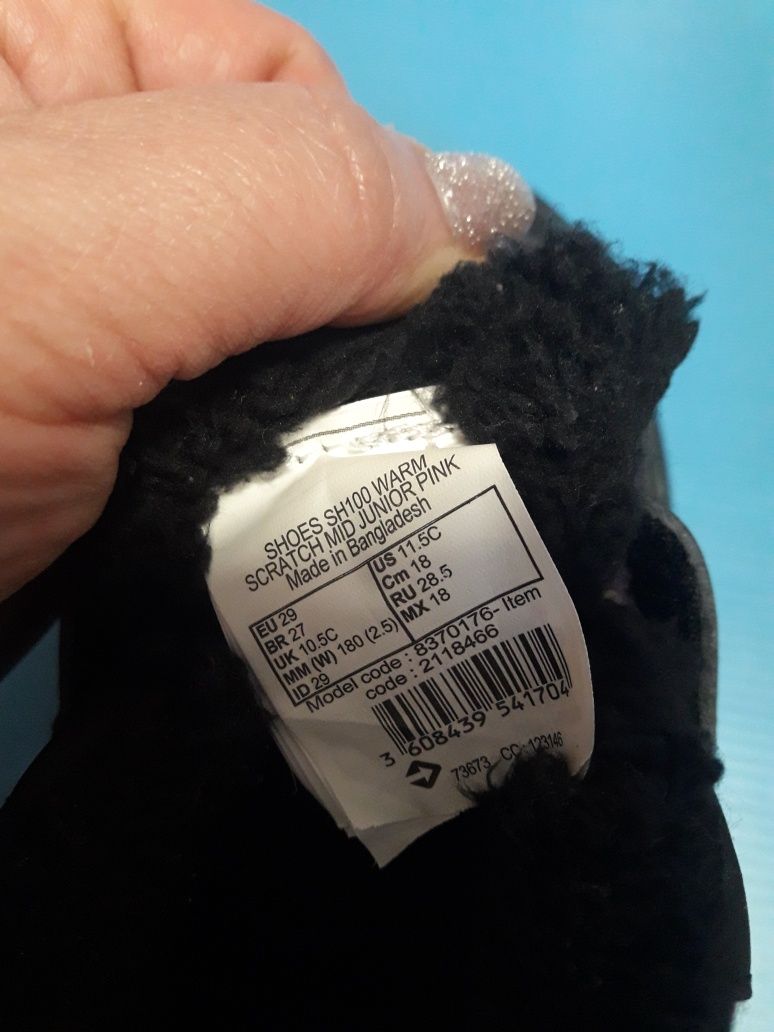 SHOES SH100 WARM
SCRATCH MID JUNIOR PINK
Made in Bangladesh
EU 29
BR 27
UK 10.5C
MM (W) 180 (2.5)
ID 29
US 11.5C
Cm 18
RU 28.5
MX 18
Model code : 8370176- Item
code : 2118466
3 608439 541704
73673 CC: 123146